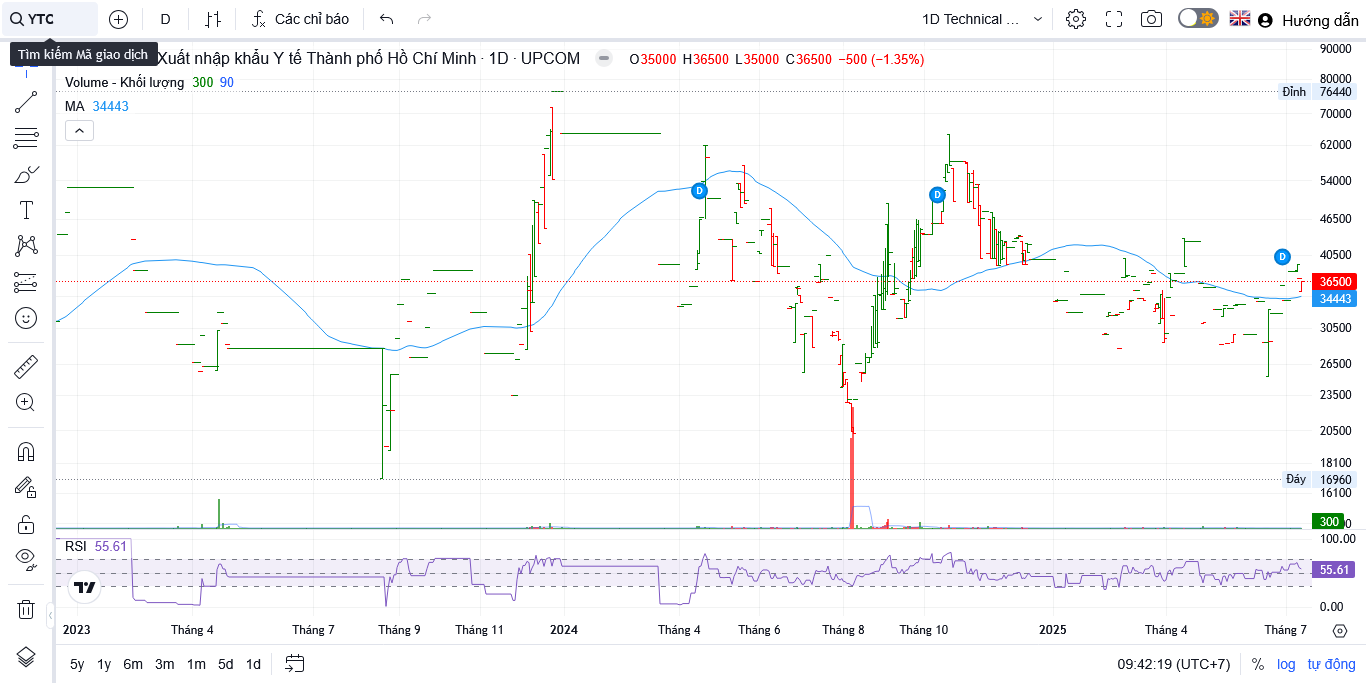 YTC
D
Các chỉ báo
1D Technical ...
Hướng dẫn
Tìm kiếm Mã giao dịch
Xuất nhập khẩu Y tế Thành phố Hồ Chí Minh · 1D · UPCOM
O35000 H36500 L35000 C36500 −500 (−1.35%)
Volume - Khối lượng 300 90
MA 34443
90000
80000
Đỉnh 76440
70000
62000
54000
46500
40500
36500
34443
30500
26500
23500
20500
18100
Đáy 16960
16100
300
D
D
D
RSI 55.61
100.00
55.61
0.00
2023 Tháng 4 Tháng 7 Tháng 9 Tháng 11 2024 Tháng 4 Tháng 6 Tháng 8 Tháng 10 2025 Tháng 4 Tháng 7
5y 1y 6m 3m 1m 5d 1d
09:42:19 (UTC+7) % log tự động